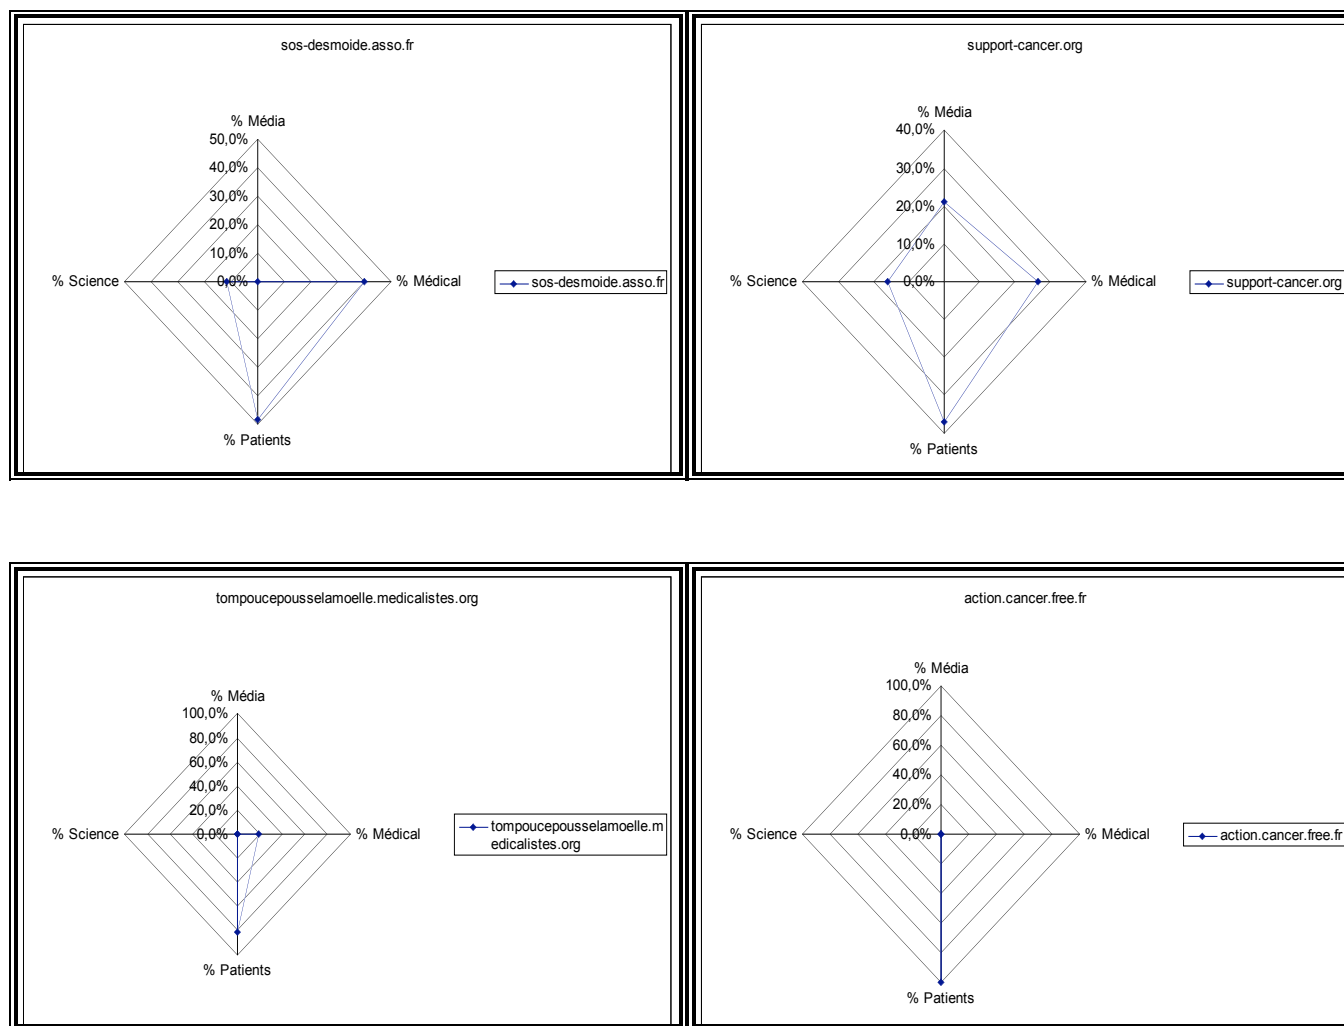 sos-desmoide.asso.fr
% Média
50,0%
40,0%
30,0%
20,0%
10,0%
0,0%
% Science
% Médical
% Patients
sos-desmoide.asso.fr
support-cancer.org
% Média
40,0%
30,0%
20,0%
10,0%
0,0%
% Science
% Médical
% Patients
support-cancer.org
tompoucepousselamoelle.medicalistes.org
% Média
100,0%
80,0%
60,0%
40,0%
20,0%
0,0%
% Science
% Médical
% Patients
tompoucepousselamoelle.m
edicalistes.org
action.cancer.free.fr
% Média
100,0%
80,0%
60,0%
40,0%
20,0%
0,0%
% Science
% Médical
% Patients
action.cancer.free.fr